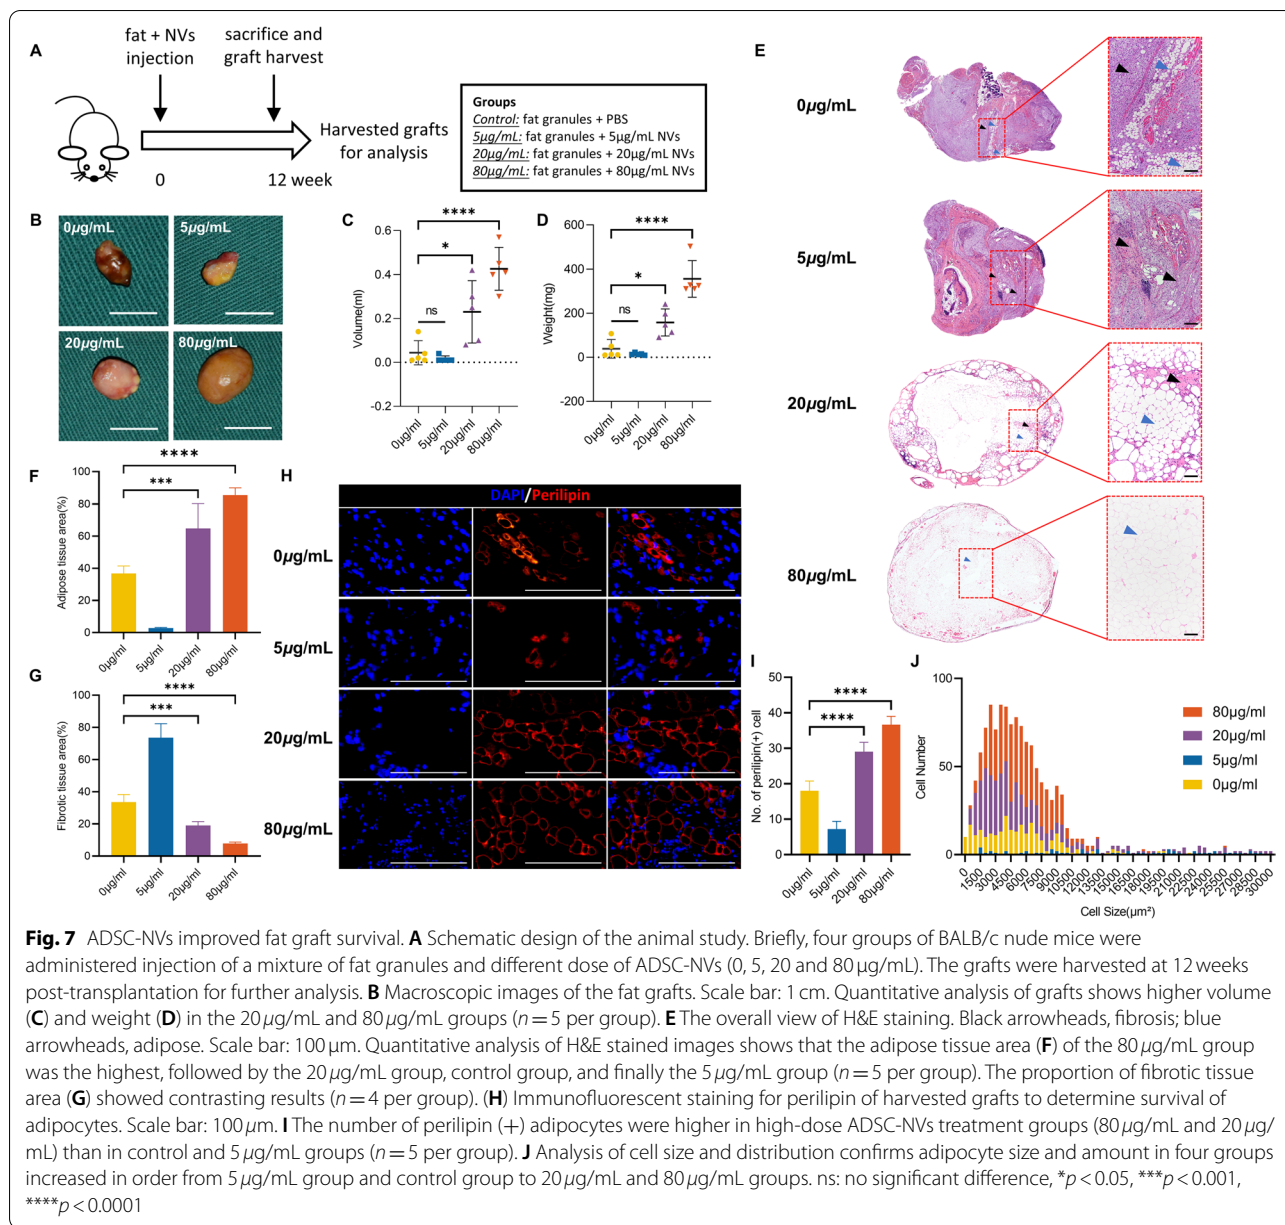 A
fat + NVs
injection
sacrifice and
graft harvest
Harvested grafts
for analysis
0
12 week
Groups
Control: fat granules + PBS
5µg/mL: fat granules + 5µg/mL NVs
20µg/mL: fat granules + 20µg/mL NVs
80µg/mL: fat granules + 80µg/mL NVs
B
0µg/mL
5µg/mL
20µg/mL
80µg/mL
C
Volume(ml)
0.6
0.4
0.2
0.0
-0.2
****
*
ns
0µg/ml
5µg/ml
20µg/ml
80µg/ml
D
Weight(mg)
600
400
200
0
-200
****
*
ns
0µg/ml
5µg/ml
20µg/ml
80µg/ml
E
0µg/mL
5µg/mL
20µg/mL
80µg/mL
F
Adipose tissue area(%)
100
80
60
40
20
0
****
***
0µg/ml
5µg/ml
20µg/ml
80µg/ml
G
Fibrotic tissue area(%)
100
80
60
40
20
0
****
***
0µg/ml
5µg/ml
20µg/ml
80µg/ml
H
DAPI/Perilipin
0µg/mL
5µg/mL
20µg/mL
80µg/mL
I
No. of perilipin(+) cell
50
40
30
20
10
0
****
****
0µg/ml
5µg/ml
20µg/ml
80µg/ml
J
Cell Number
100
50
0
80µg/ml
20µg/ml
5µg/ml
0µg/ml
0
1500
3000
4500
6000
7500
9000
10500
12000
13500
15000
16500
18000
19500
21000
22500
24000
25500
27000
28500
30000
Cell Size(µm²)
Fig. 7 ADSC-NVs improved fat graft survival. A Schematic design of the animal study. Briefly, four groups of BALB/c nude mice were
administered injection of a mixture of fat granules and different dose of ADSC-NVs (0, 5, 20 and 80 µg/mL). The grafts were harvested at 12 weeks
post-transplantation for further analysis. B Macroscopic images of the fat grafts. Scale bar: 1 cm. Quantitative analysis of grafts shows higher volume
(C) and weight (D) in the 20 µg/mL and 80 µg/mL groups (n = 5 per group). E The overall view of H&E staining. Black arrowheads, fibrosis; blue
arrowheads, adipose. Scale bar: 100 µm. Quantitative analysis of H&E stained images shows that the adipose tissue area (F) of the 80 µg/mL group
was the highest, followed by the 20 µg/mL group, control group, and finally the 5 µg/mL group (n = 5 per group). The proportion of fibrotic tissue
area (G) showed contrasting results (n = 4 per group). (H) Immunofluorescent staining for perilipin of harvested grafts to determine survival of
adipocytes. Scale bar: 100 µm. I The number of perilipin (+) adipocytes were higher in high-dose ADSC-NVs treatment groups (80 µg/mL and 20 µg/
mL) than in control and 5 µg/mL groups (n = 5 per group). J Analysis of cell size and distribution confirms adipocyte size and amount in four groups
increased in order from 5 µg/mL group and control group to 20 µg/mL and 80 µg/mL groups. ns: no significant difference, *p < 0.05, ***p < 0.001,
****p < 0.0001